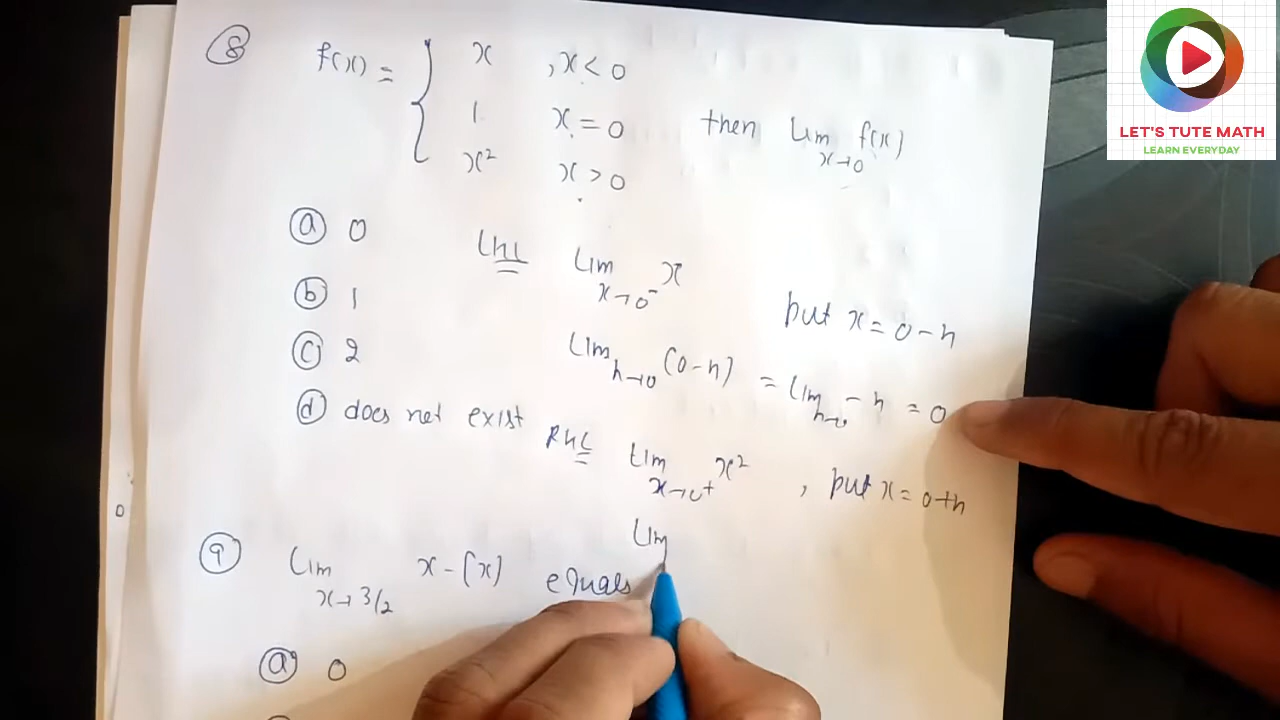 LET'S TUTE MATH
LEARN EVERYDAY
8 f(x) = { x , x < 0
1 x = 0 then Lim x→0 f(x)
x² x > 0
a 0
LHL Lim x→0⁻ x
b 1
put x = 0 - h
c 2
Lim h→0 (0 - h) = Lim h→0 - h = 0
d does not exist
RHL Lim x→0⁺ x² , put x = 0 + h
Lim
9 Lim x→3/2 x - [x] equals
a 0